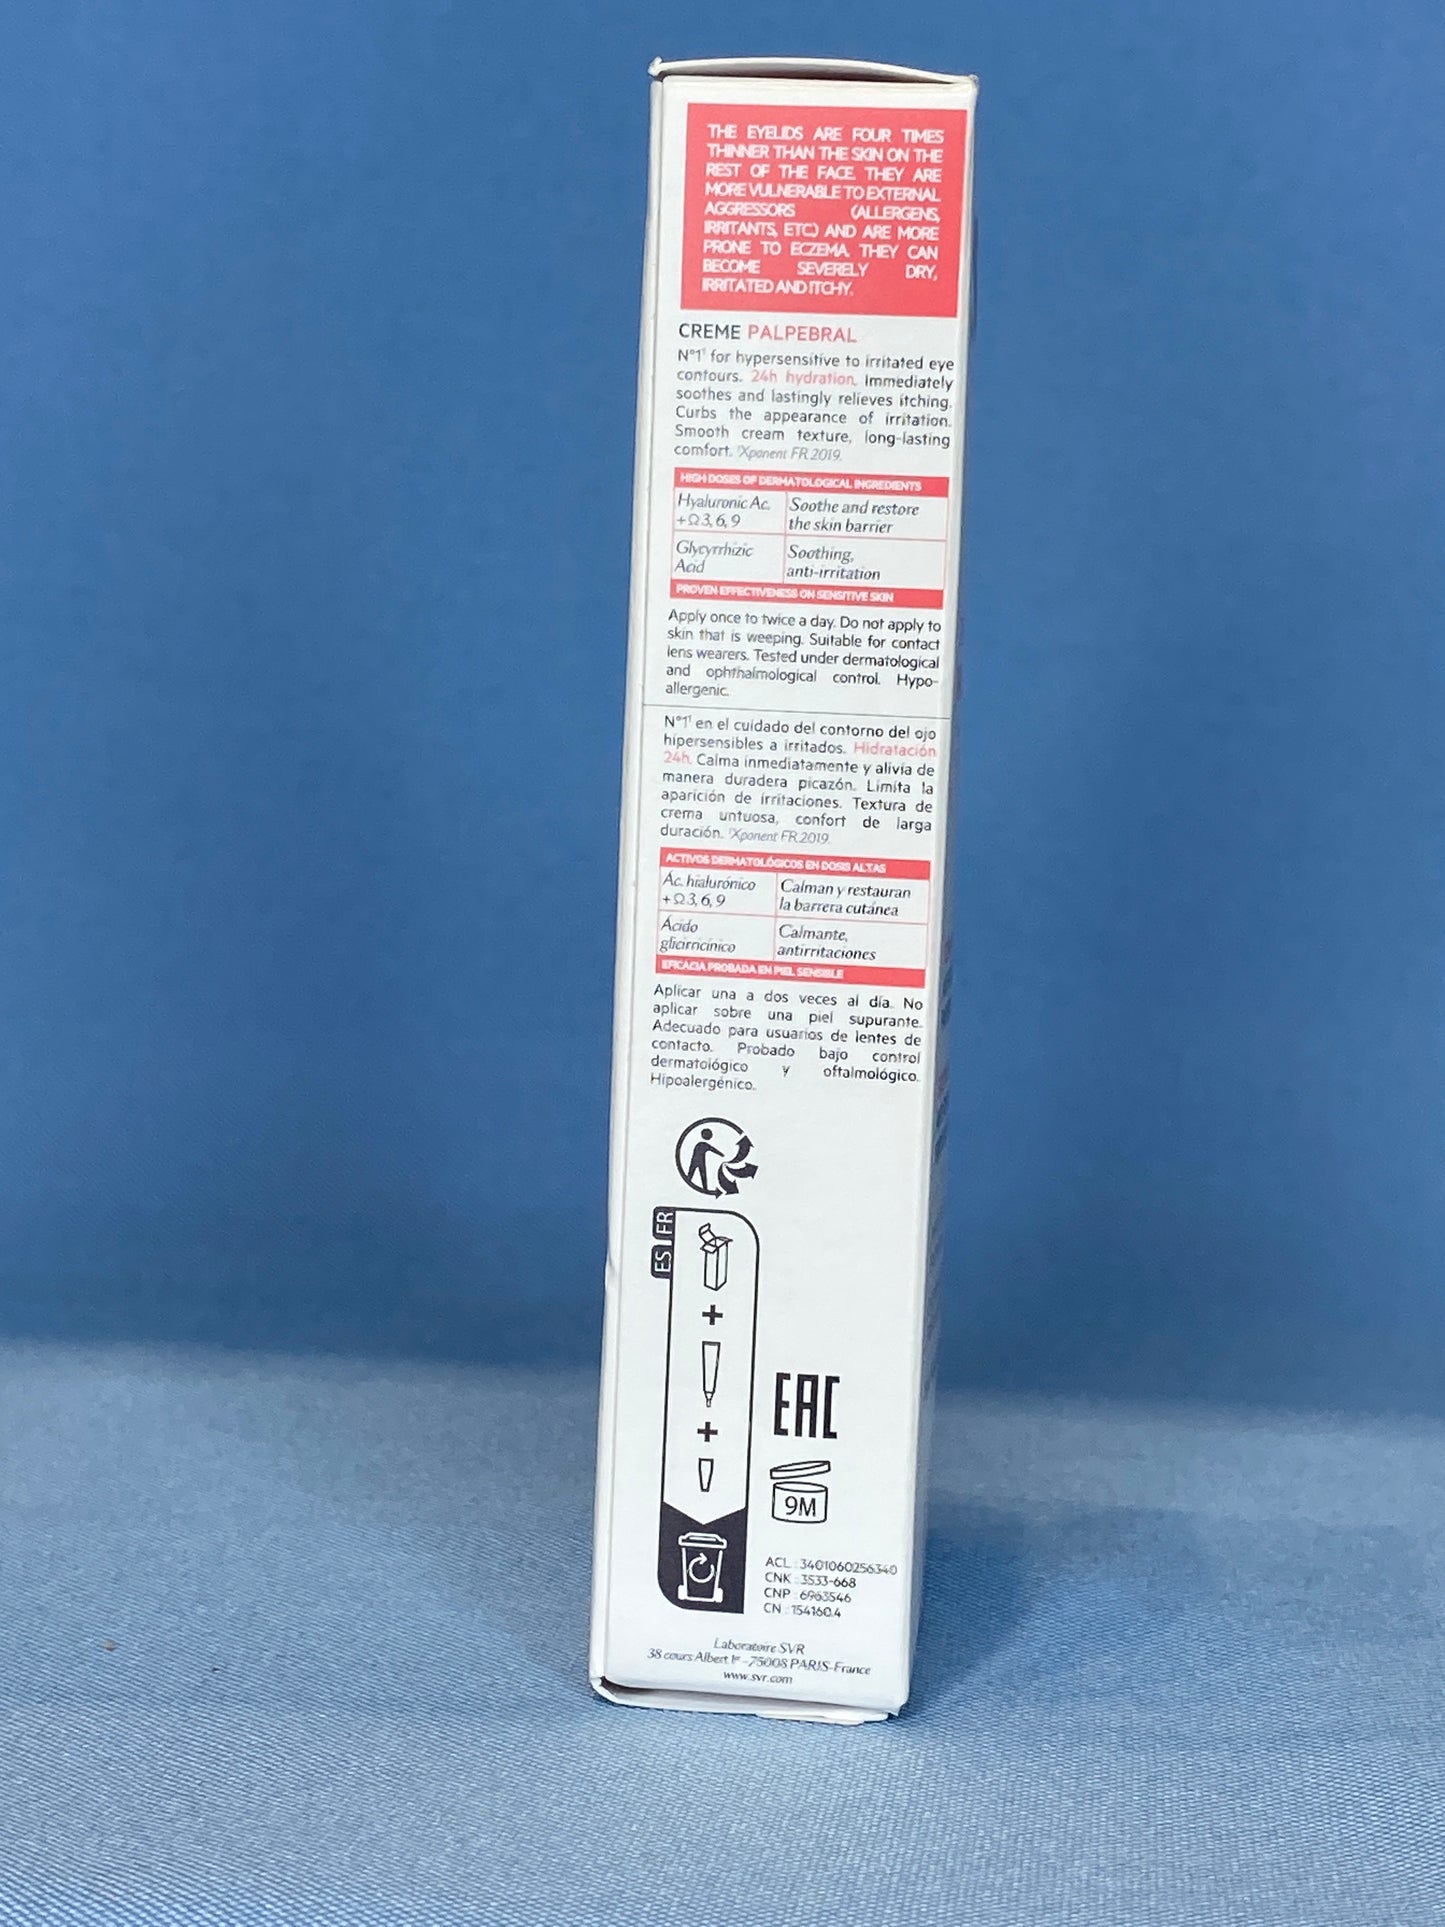 THE EYELIDS ARE FOUR TIMES
THINNER THAN THE SKIN ON THE
REST OF THE FACE. THEY ARE
MORE VULNERABLE TO EXTERNAL
AGGRESSORS (ALLERGENS,
IRRITANTS, ETC.) AND ARE MORE
PRONE TO ECZEMA. THEY CAN
BECOME SEVERELY DRY,
IRRITATED AND ITCHY.
CREME PALPEBRAL
N°1¹ for hypersensitive to irritated eye
contours. 24h hydration. Immediately
soothes and lastingly relieves itching.
Curbs the appearance of irritation.
Smooth cream texture, long-lasting
comfort. ¹Xponent FR 2019.
HIGH DOSES OF DERMATOLOGICAL INGREDIENTS
Hyaluronic Ac. Soothe and restore
+Ω 3, 6, 9 the skin barrier
Glycyrrhizic Soothing,
Acid anti-irritation
PROVEN EFFECTIVENESS ON SENSITIVE SKIN
Apply once to twice a day. Do not apply to
skin that is weeping. Suitable for contact
lens wearers. Tested under dermatological
and ophthalmological control. Hypo-
allergenic.
N°1¹ en el cuidado del contorno del ojo
hipersensibles a irritados. Hidratación
24h. Calma inmediatamente y alivia de
manera duradera picazón. Limita la
aparición de irritaciones. Textura de
crema untuosa, confort de larga
duración. ¹Xponent FR 2019.
ACTIVOS DERMATOLÓGICOS EN DOSIS ALTAS
Ác. hialurónico Calman y restauran
+Ω 3, 6, 9 la barrera cutánea
Ácido Calmante,
glicirricínico antirritaciones
EFICACIA PROBADA EN PIEL SENSIBLE
Aplicar una a dos veces al día. No
aplicar sobre una piel supurante.
Adecuado para usuarios de lentes de
contacto. Probado bajo control
dermatológico y oftalmológico.
Hipoalergénico.
FR
ES
+
+
EAC
9M
ACL : 3401060256340
CNK : 3533-668
CNP : 6963546
CN : 154160.4
Laboratoire SVR
38 cours Albert 1er - 75008 PARIS-France
www.svr.com